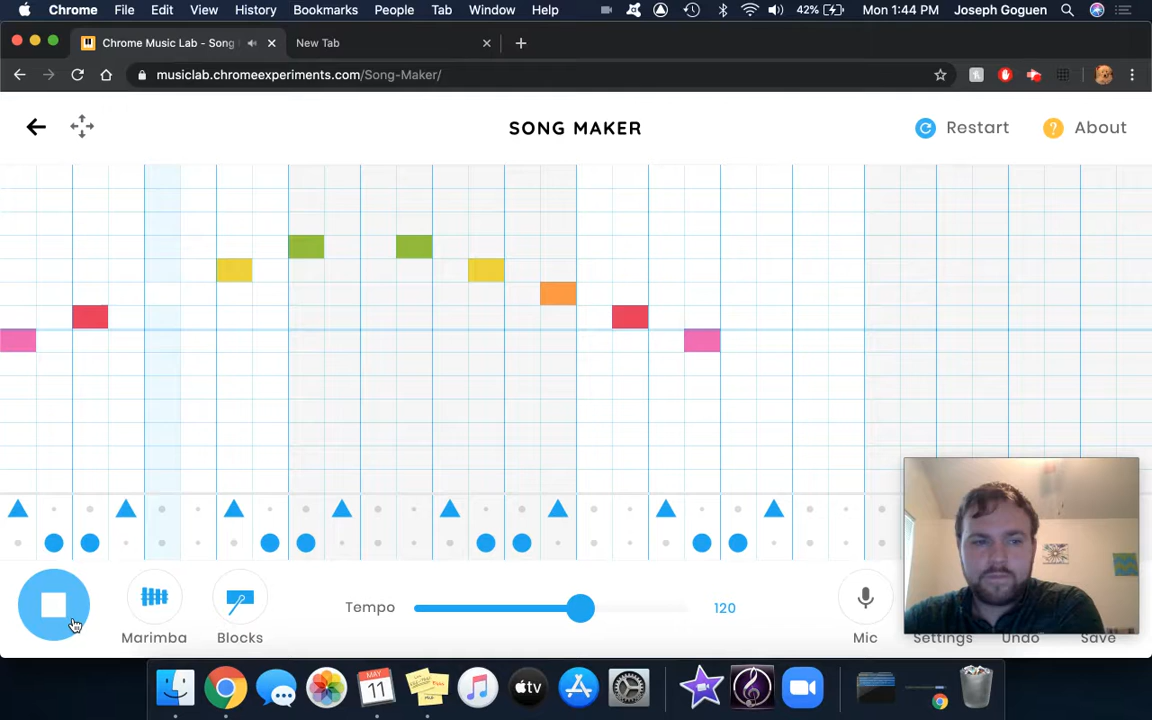 Chrome File Edit View History Bookmarks People Tab Window Help 42% Mon 1:44 PM Joseph Goguen
Chrome Music Lab - Song New Tab
musiclab.chromeexperiments.com/Song-Maker/
SONG MAKER Restart ? About
Marimba Blocks Tempo 120 Mic Settings Undo Save
11 tv